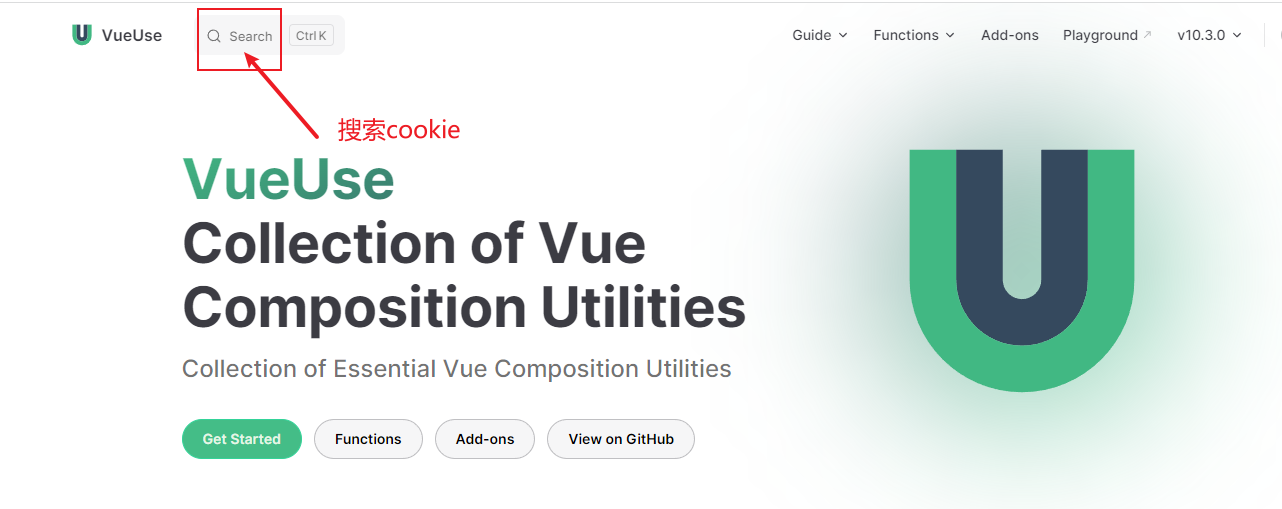 VueUse
Search Ctrl K
Guide Functions Add-ons Playground v10.3.0
搜索cookie
VueUse
Collection of Vue
Composition Utilities
Collection of Essential Vue Composition Utilities
Get Started Functions Add-ons View on GitHub